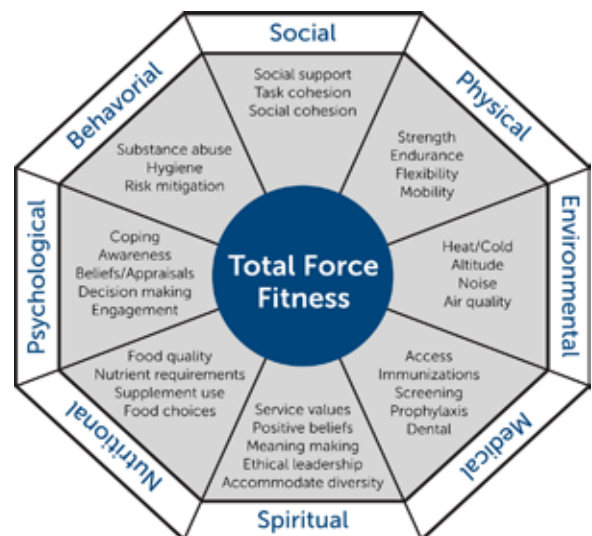 Social
Social support
Task cohesion
Social cohesion
Physical
Strength
Endurance
Flexibility
Mobility
Environmental
Heat/Cold
Altitude
Noise
Air quality
Medical
Access
Immunizations
Screening
Prophylaxis
Dental
Spiritual
Service values
Positive beliefs
Meaning making
Ethical leadership
Accommodate diversity
Nutritional
Food quality
Nutrient requirements
Supplement use
Food choices
Psychological
Coping
Awareness
Beliefs/Appraisals
Decision making
Engagement
Behavorial
Substance abuse
Hygiene
Risk mitigation
Total Force
Fitness